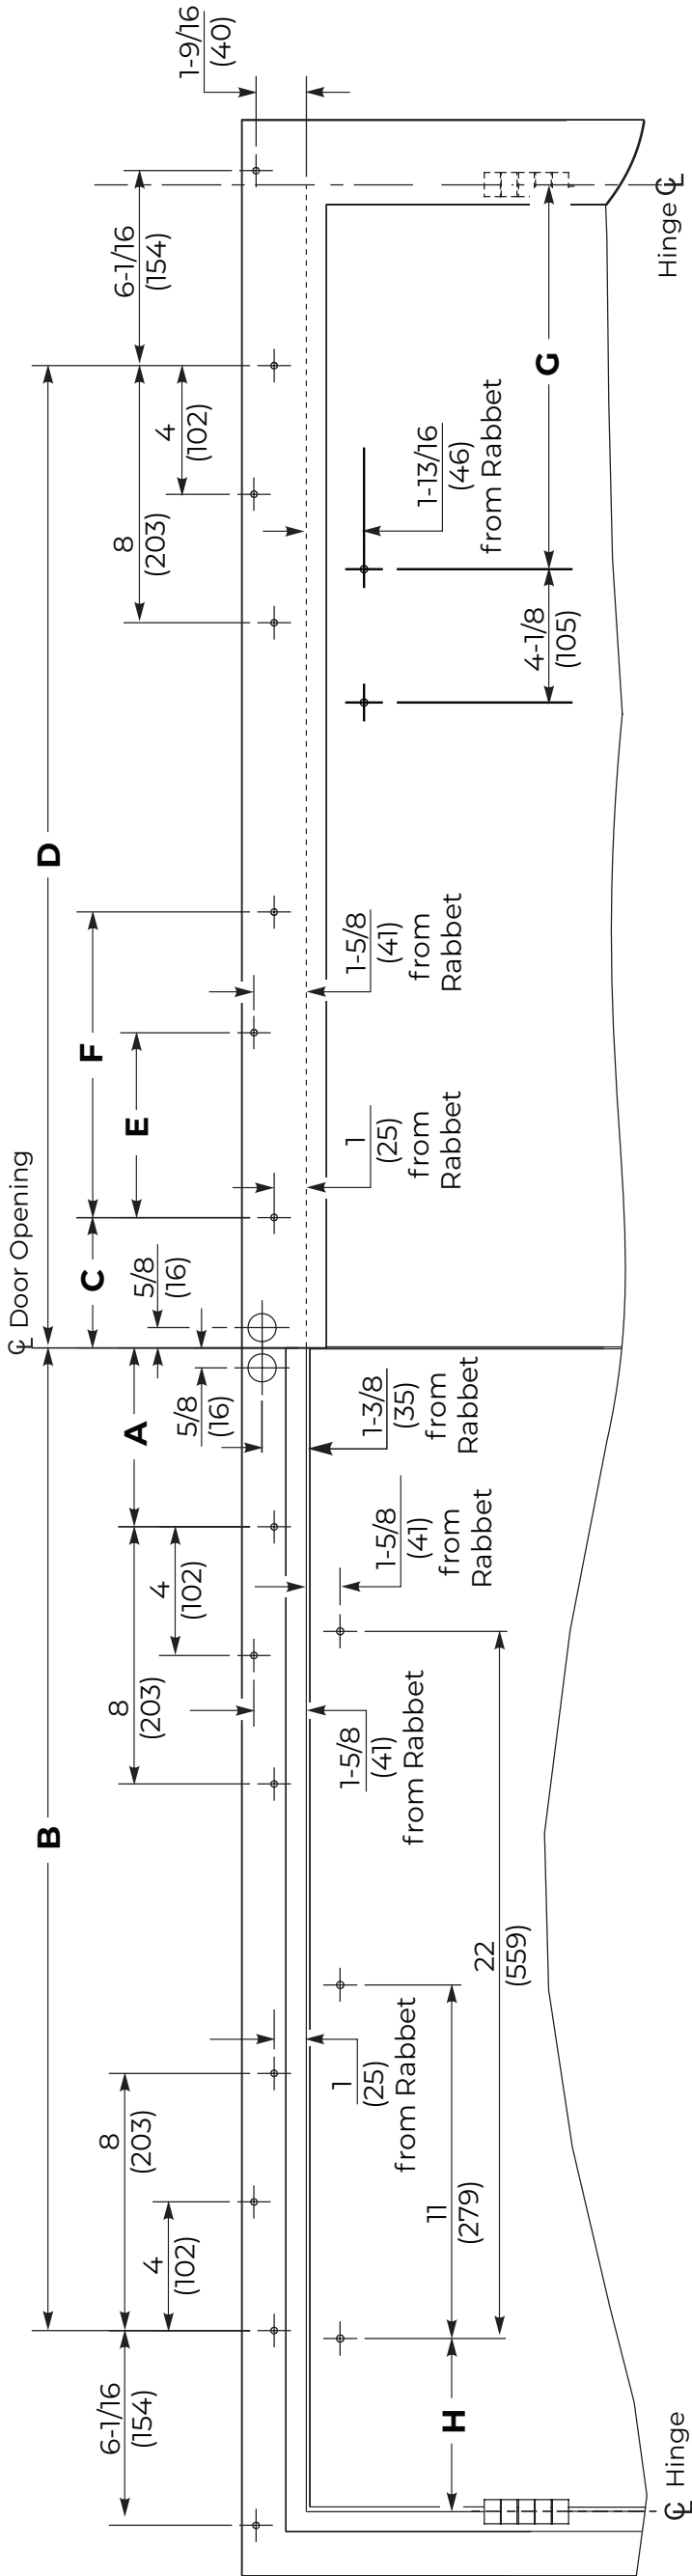 ℄ Door Opening
B
D
6-1/16
(154)
8
(203)
4
(102)
8
(203)
4
(102)
A
5/8
(16)
5/8
(16)
C
E
F
8
(203)
4
(102)
6-1/16
(154)
1-9/16
(40)
1
(25)
from Rabbet
1-5/8
(41)
from Rabbet
1-5/8
(41)
from
Rabbet
1-3/8
(35)
from
Rabbet
1
(25)
from
Rabbet
1-5/8
(41)
from
Rabbet
1-13/16
(46)
from Rabbet
H
11
(279)
22
(559)
4-1/8
(105)
G
℄ Hinge
Hinge ℄